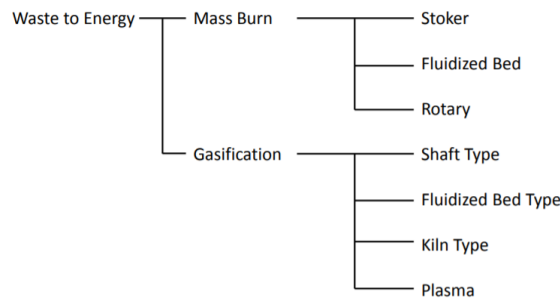 Waste to Energy Mass Burn Stoker
Fluidized Bed
Rotary
Gasification Shaft Type
Fluidized Bed Type
Kiln Type
Plasma